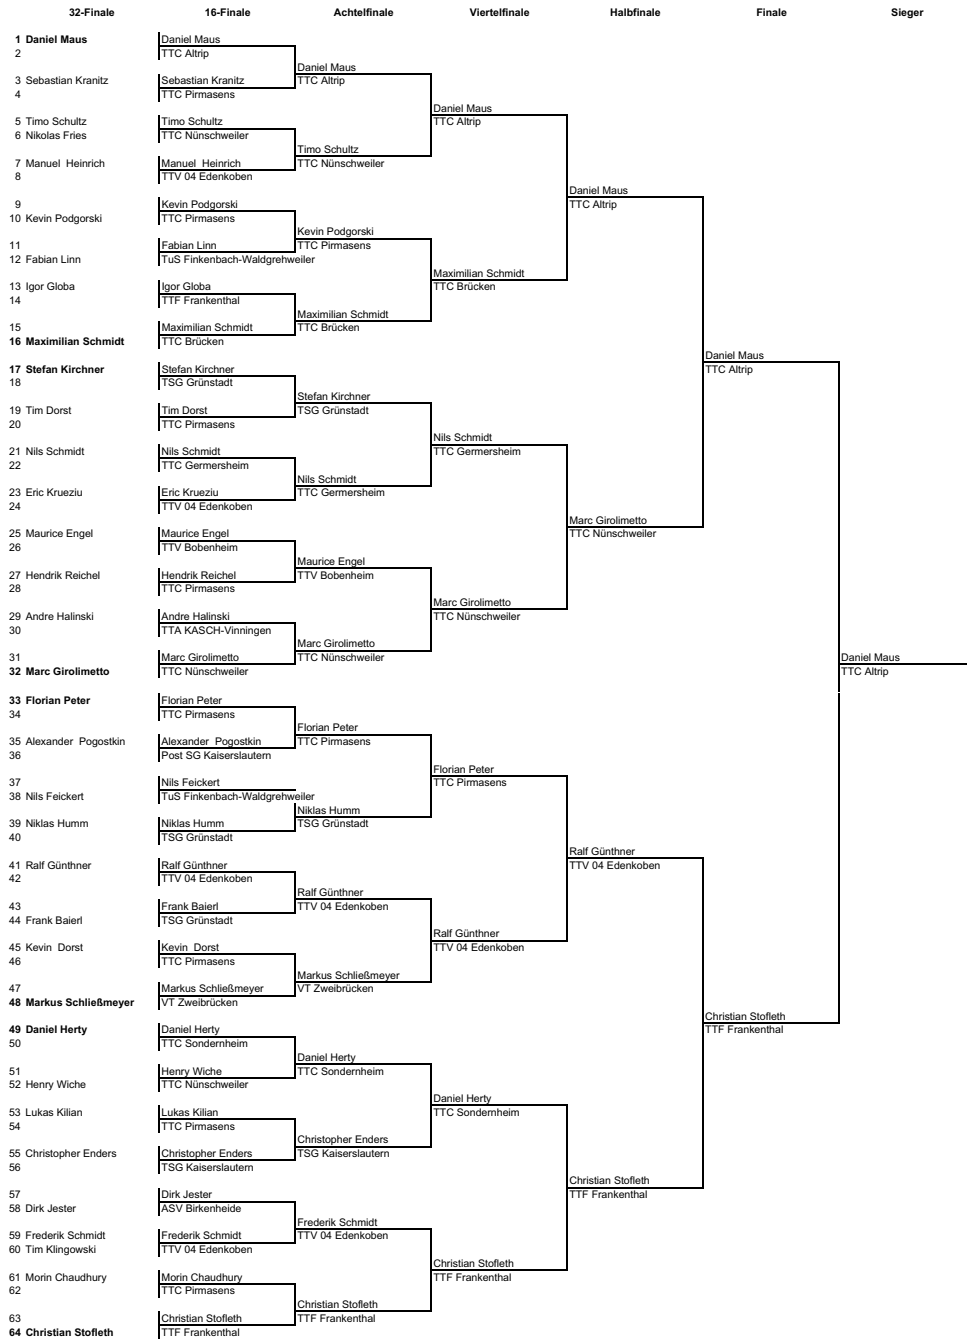 32-Finale 16-Finale Achtelfinale Viertelfinale Halbfinale Finale Sieger
1 Daniel Maus Daniel Maus
2 TTC Altrip
Daniel Maus
3 Sebastian Kranitz Sebastian Kranitz TTC Altrip
4 TTC Pirmasens
Daniel Maus
5 Timo Schultz Timo Schultz TTC Altrip
6 Nikolas Fries TTC Nünschweiler
Timo Schultz
7 Manuel Heinrich Manuel Heinrich TTC Nünschweiler
8 TTV 04 Edenkoben
Daniel Maus
9 Kevin Podgorski TTC Altrip
10 Kevin Podgorski TTC Pirmasens
Kevin Podgorski
11 Fabian Linn TTC Pirmasens
12 Fabian Linn TuS Finkenbach-Waldgrehweiler
Maximilian Schmidt
13 Igor Globa Igor Globa TTC Brücken
14 TTF Frankenthal
Maximilian Schmidt
15 Maximilian Schmidt TTC Brücken
16 Maximilian Schmidt TTC Brücken
Daniel Maus
17 Stefan Kirchner Stefan Kirchner TTC Altrip
18 TSG Grünstadt
Stefan Kirchner
19 Tim Dorst Tim Dorst TSG Grünstadt
20 TTC Pirmasens
Nils Schmidt
21 Nils Schmidt Nils Schmidt TTC Germersheim
22 TTC Germersheim
Nils Schmidt
23 Eric Krueziu Eric Krueziu TTC Germersheim
24 TTV 04 Edenkoben
Marc Girolimetto
25 Maurice Engel Maurice Engel TTC Nünschweiler
26 TTV Bobenheim
Maurice Engel
27 Hendrik Reichel Hendrik Reichel TTV Bobenheim
28 TTC Pirmasens
Marc Girolimetto
29 Andre Halinski Andre Halinski TTC Nünschweiler
30 TTA KASCH-Vinningen
Marc Girolimetto
31 Marc Girolimetto TTC Nünschweiler Daniel Maus
32 Marc Girolimetto TTC Nünschweiler TTC Altrip
33 Florian Peter Florian Peter
34 TTC Pirmasens
Florian Peter
35 Alexander Pogostkin Alexander Pogostkin TTC Pirmasens
36 Post SG Kaiserslautern
Florian Peter
37 Nils Feickert TTC Pirmasens
38 Nils Feickert TuS Finkenbach-Waldgrehweiler
Niklas Humm
39 Niklas Humm Niklas Humm TSG Grünstadt
40 TSG Grünstadt
Ralf Günthner
41 Ralf Günthner Ralf Günthner TTV 04 Edenkoben
42 TTV 04 Edenkoben
Ralf Günthner
43 Frank Baierl TTV 04 Edenkoben
44 Frank Baierl TSG Grünstadt
Ralf Günthner
45 Kevin Dorst Kevin Dorst TTV 04 Edenkoben
46 TTC Pirmasens
Markus Schließmeyer
47 Markus Schließmeyer VT Zweibrücken
48 Markus Schließmeyer VT Zweibrücken
Christian Stofleth
49 Daniel Herty Daniel Herty TTF Frankenthal
50 TTC Sondernheim
Daniel Herty
51 Henry Wiche TTC Sondernheim
52 Henry Wiche TTC Nünschweiler
Daniel Herty
53 Lukas Kilian Lukas Kilian TTC Sondernheim
54 TTC Pirmasens
Christopher Enders
55 Christopher Enders Christopher Enders TSG Kaiserslautern
56 TSG Kaiserslautern
Christian Stofleth
57 Dirk Jester TTF Frankenthal
58 Dirk Jester ASV Birkenheide
Frederik Schmidt
59 Frederik Schmidt Frederik Schmidt TTV 04 Edenkoben
60 Tim Klingowski TTV 04 Edenkoben
Christian Stofleth
61 Morin Chaudhury Morin Chaudhury TTF Frankenthal
62 TTC Pirmasens
Christian Stofleth
63 Christian Stofleth TTF Frankenthal
64 Christian Stofleth TTF Frankenthal